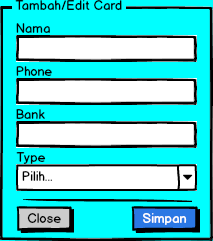 Tambah/Edit Card
Nama
Phone
Bank
Type
Pilih...
Close Simpan